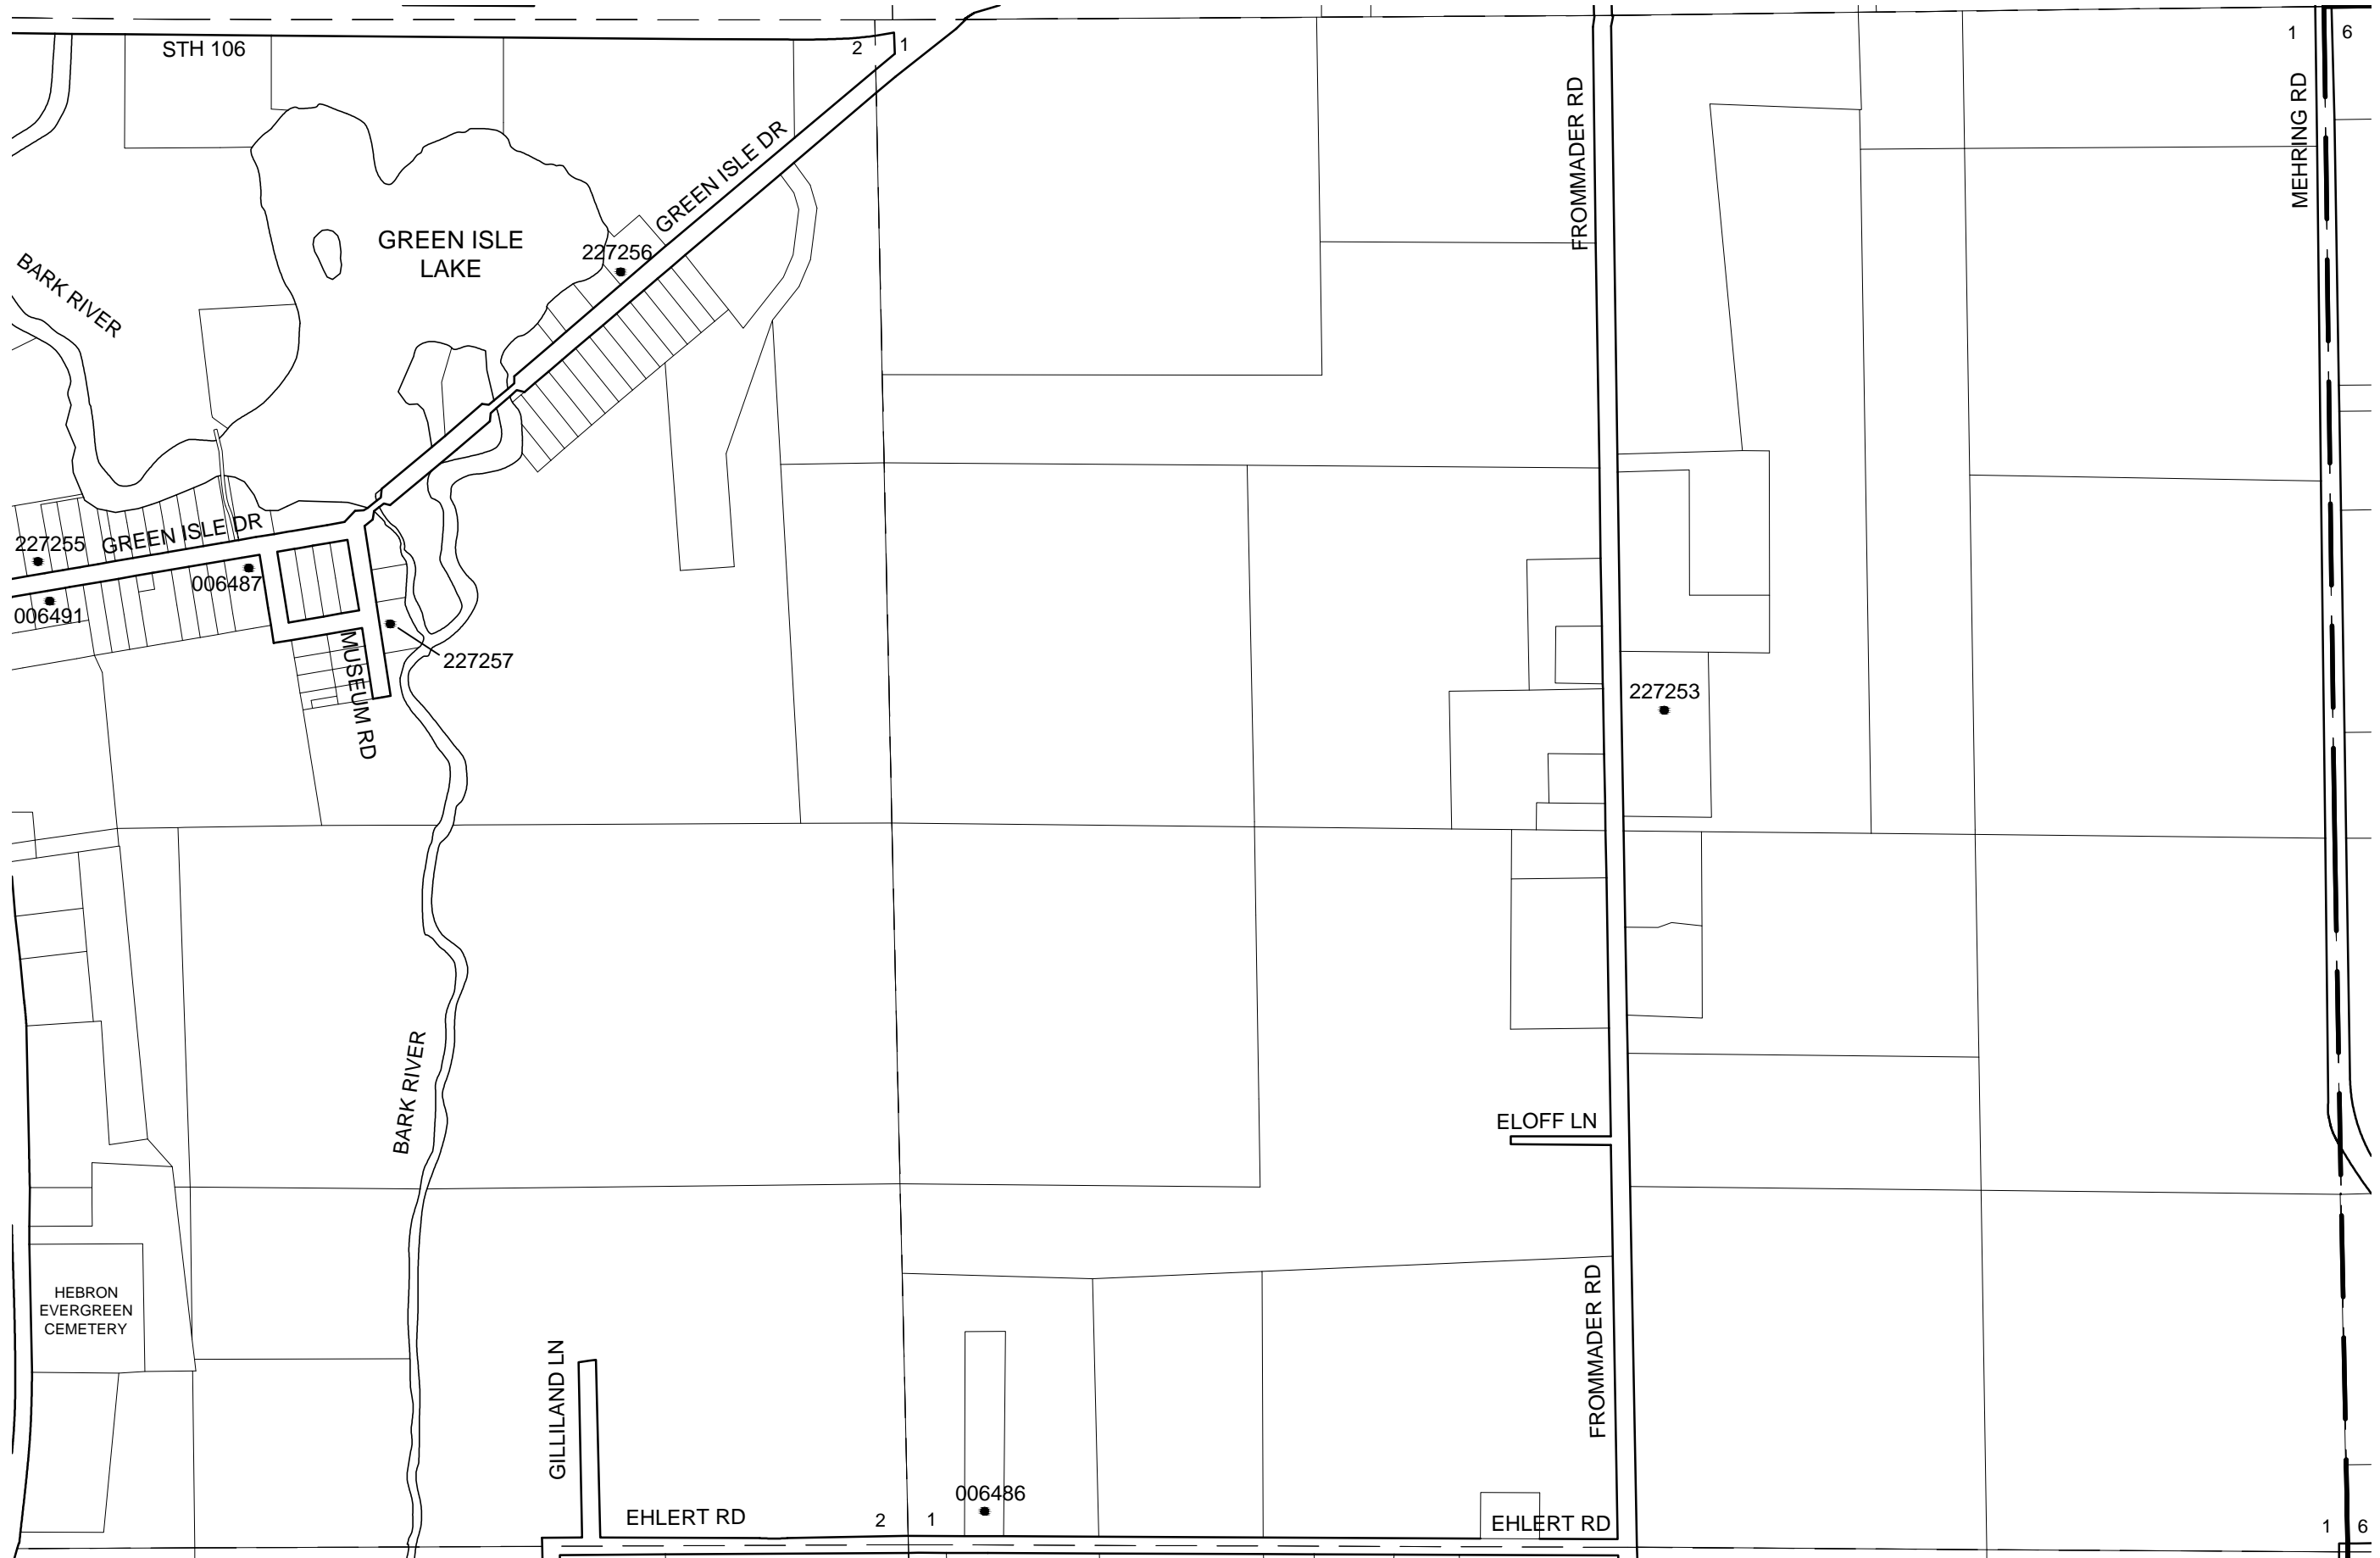 STH 106
2
1
1
6
FROMMADER RD
MEHRING RD
GREEN ISLE DR
GREEN ISLE
LAKE
227256
BARK RIVER
GREEN ISLE DR
227255
006487
006491
MUSEUM RD
227257
227253
BARK RIVER
ELOFF LN
HEBRON
EVERGREEN
CEMETERY
GILLILAND LN
FROMMADER RD
006486
EHLERT RD
2
1
EHLERT RD
1
6